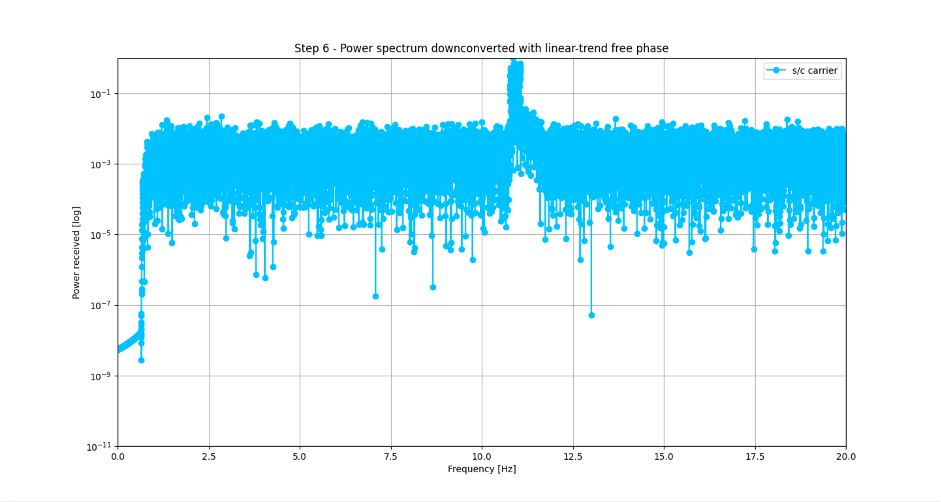 Step 6 - Power spectrum downconverted with linear-trend free phase
s/c carrier
Power received [log]
10⁻¹
10⁻³
10⁻⁵
10⁻⁷
10⁻⁹
10⁻¹¹
0.0 2.5 5.0 7.5 10.0 12.5 15.0 17.5 20.0
Frequency [Hz]